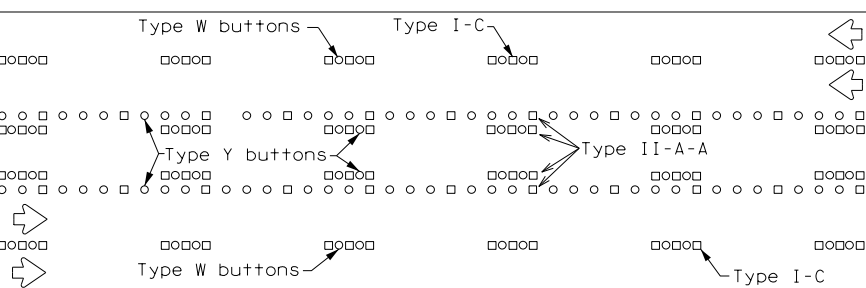 Type W buttons
Type I-C
Type Y buttons
Type II-A-A
Type W buttons
Type I-C